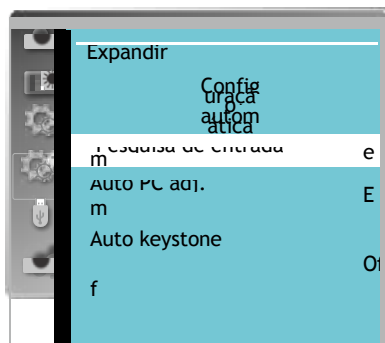 Expandir
Config
uraçã
p.
autom
ática
Pesquisa de entrada
m
e
Auto PC adj.
E
m
Auto keystone
Of
f